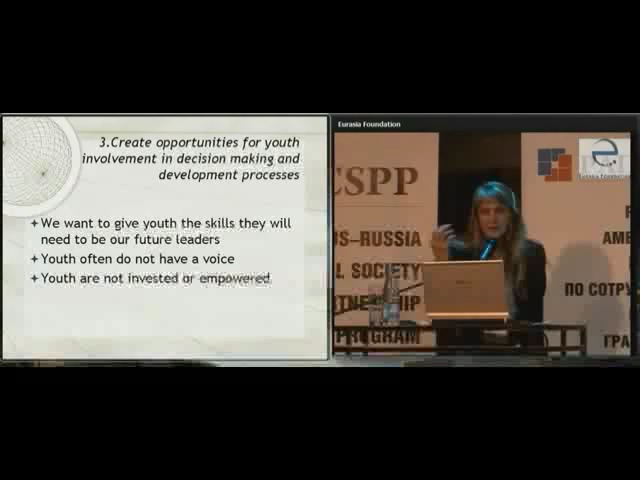 3.Create opportunities for youth
involvement in decision making and
development processes
We want to give youth the skills they will
need to be our future leaders
Youth often do not have a voice
Youth are not invested or empowered
Eurasia Foundation
CSPP
US–RUSSIA
SOCIETY
PROGRAM
ПО СОТРУ
ГРА